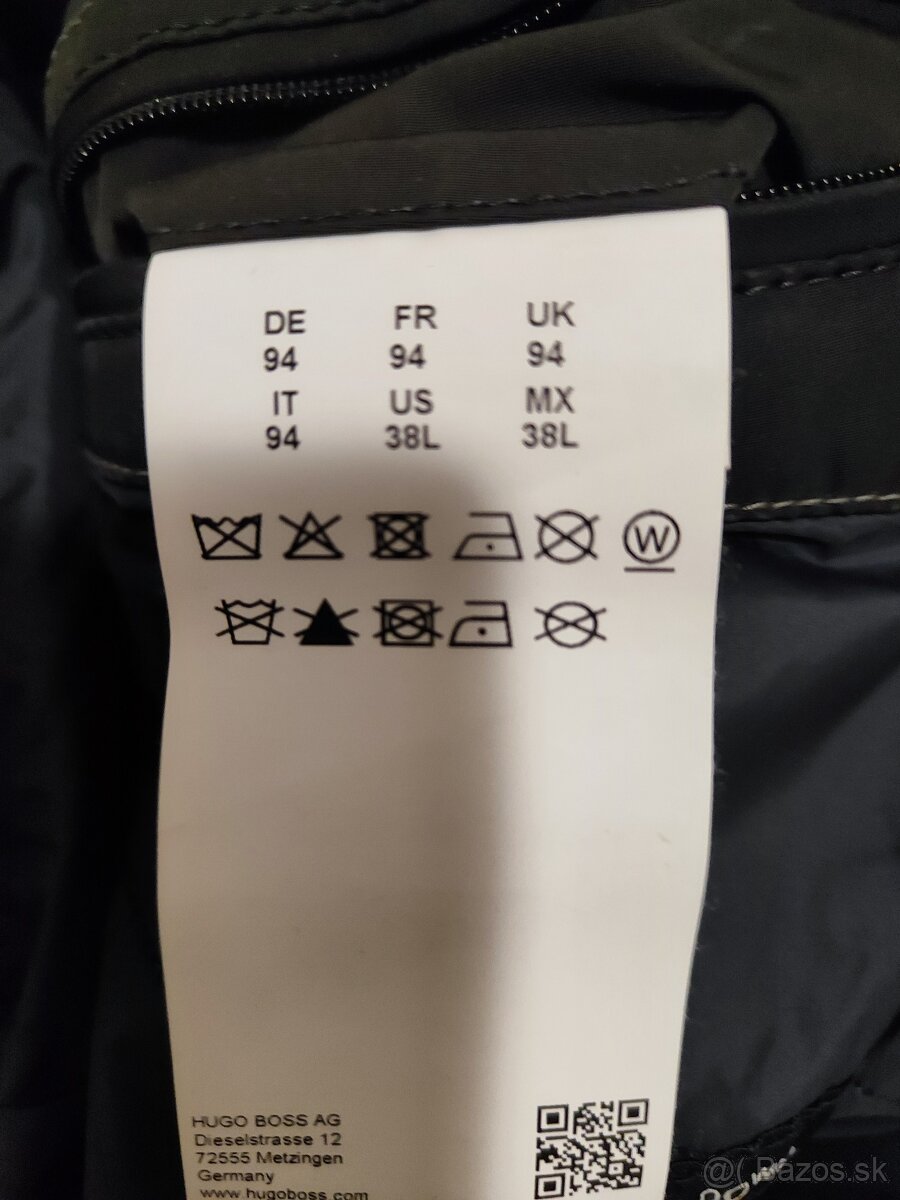 DE FR UK
94 94 94
IT US MX
94 38L 38L
W
HUGO BOSS AG
Dieselstrasse 12
72555 Metzingen
Germany
www.hugoboss.com
Bazos.sk